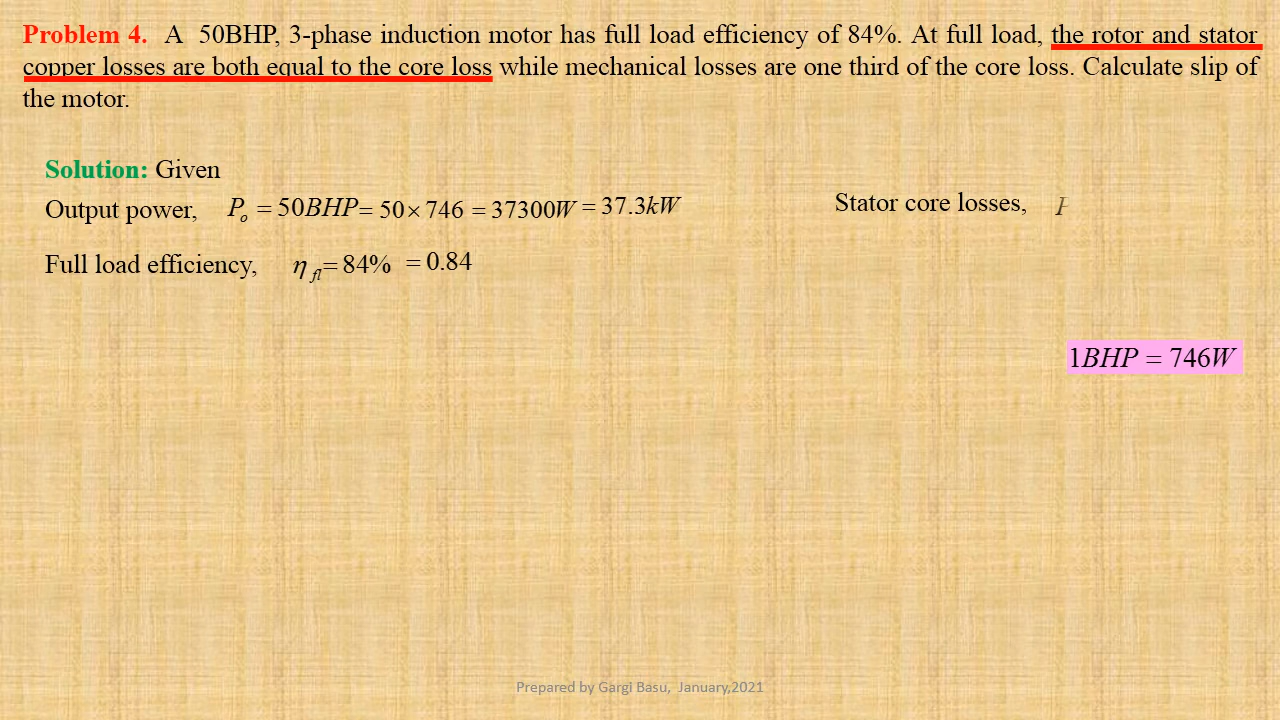 Problem 4. A 50BHP, 3-phase induction motor has full load efficiency of 84%. At full load, the rotor and stator
copper losses are both equal to the core loss while mechanical losses are one third of the core loss. Calculate slip of
the motor.
Solution: Given
Output power, Pₒ = 50BHP = 50 × 746 = 37300W = 37.3kW
Stator core losses,
Full load efficiency, η fl = 84% = 0.84
1BHP = 746W
Prepared by Gargi Basu, January,2021